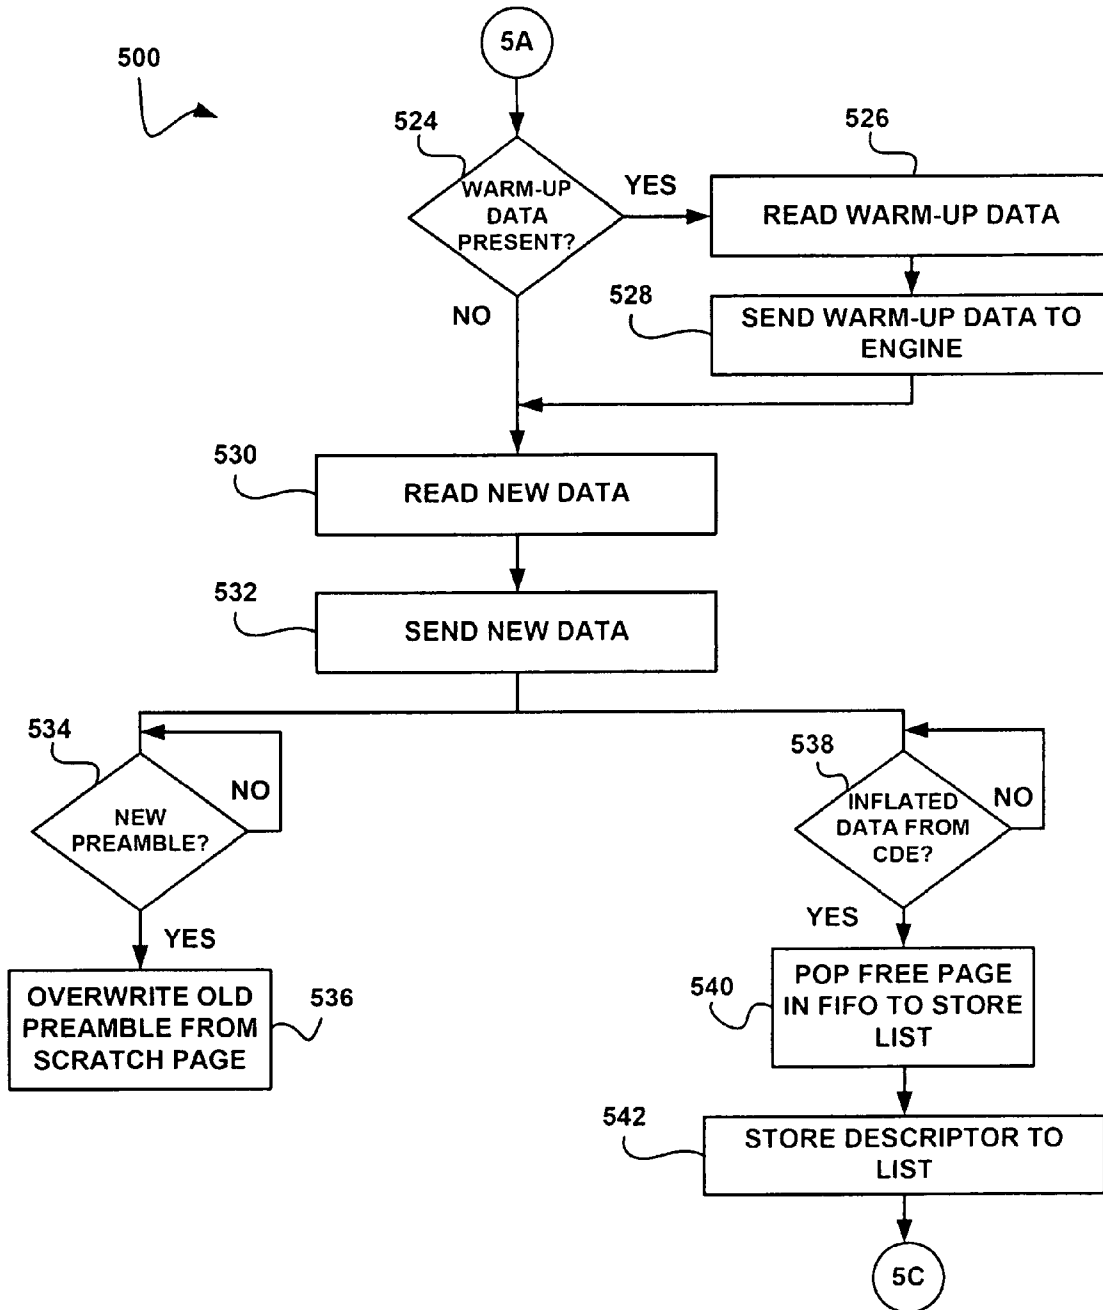 5A
500
524
WARM-UP
DATA
PRESENT?
YES
526
READ WARM-UP DATA
NO
528
SEND WARM-UP DATA TO
ENGINE
530
READ NEW DATA
532
SEND NEW DATA
534
NEW
PREAMBLE?
NO
YES
OVERWRITE OLD
PREAMBLE FROM
SCRATCH PAGE
536
538
INFLATED
DATA FROM
CDE?
NO
YES
540
POP FREE PAGE
IN FIFO TO STORE
LIST
542
STORE DESCRIPTOR TO
LIST
5C